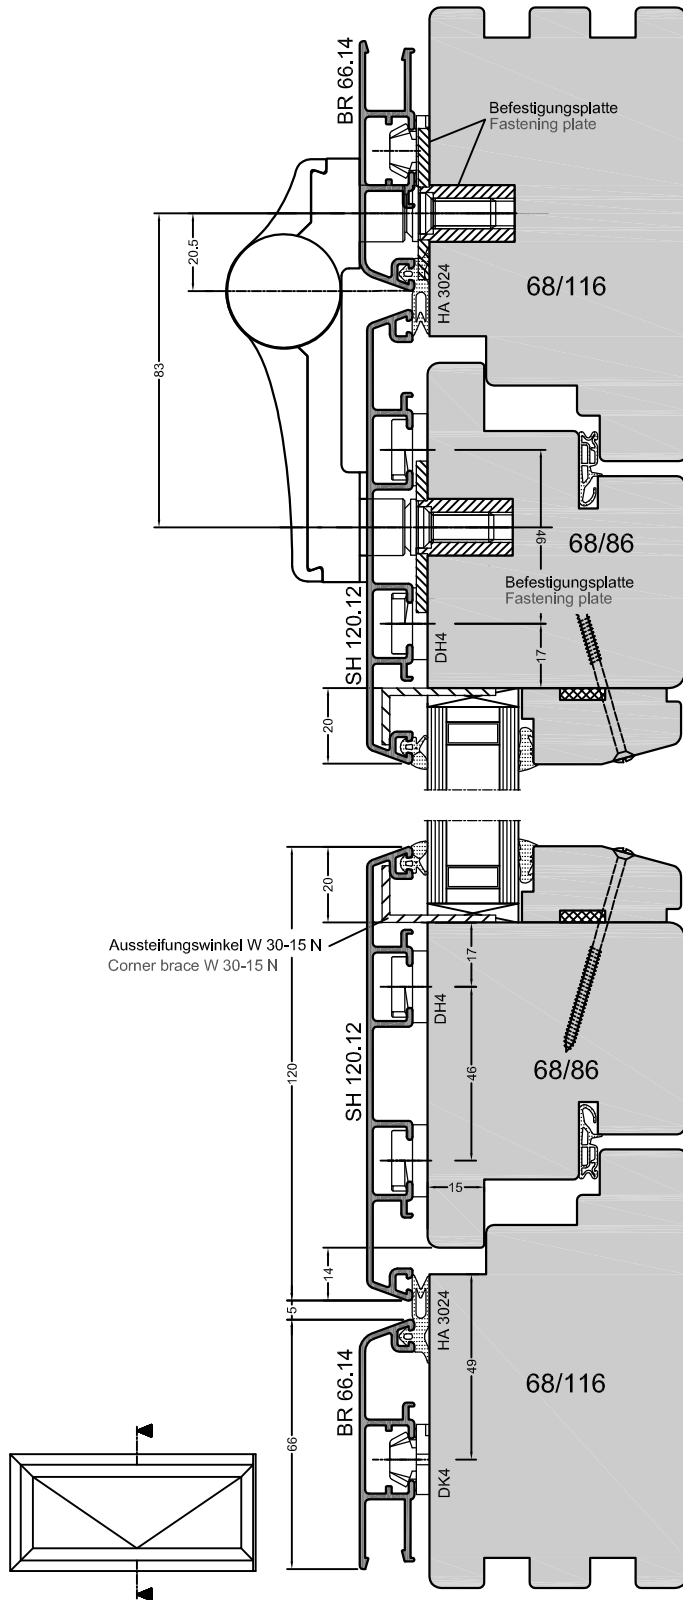 BR 66.14
Befestigungsplatte
Fastening plate
20.5
HA 3024
68/116
83
68/86
46
Befestigungsplatte
Fastening plate
SH 120.12
DH4
17
20
20
Aussteifungswinkel W 30-15 N
Corner brace W 30-15 N
17
DH4
120
SH 120.12
46
68/86
15
14
5
HA 3024
BR 66.14
49
68/116
66
DK4